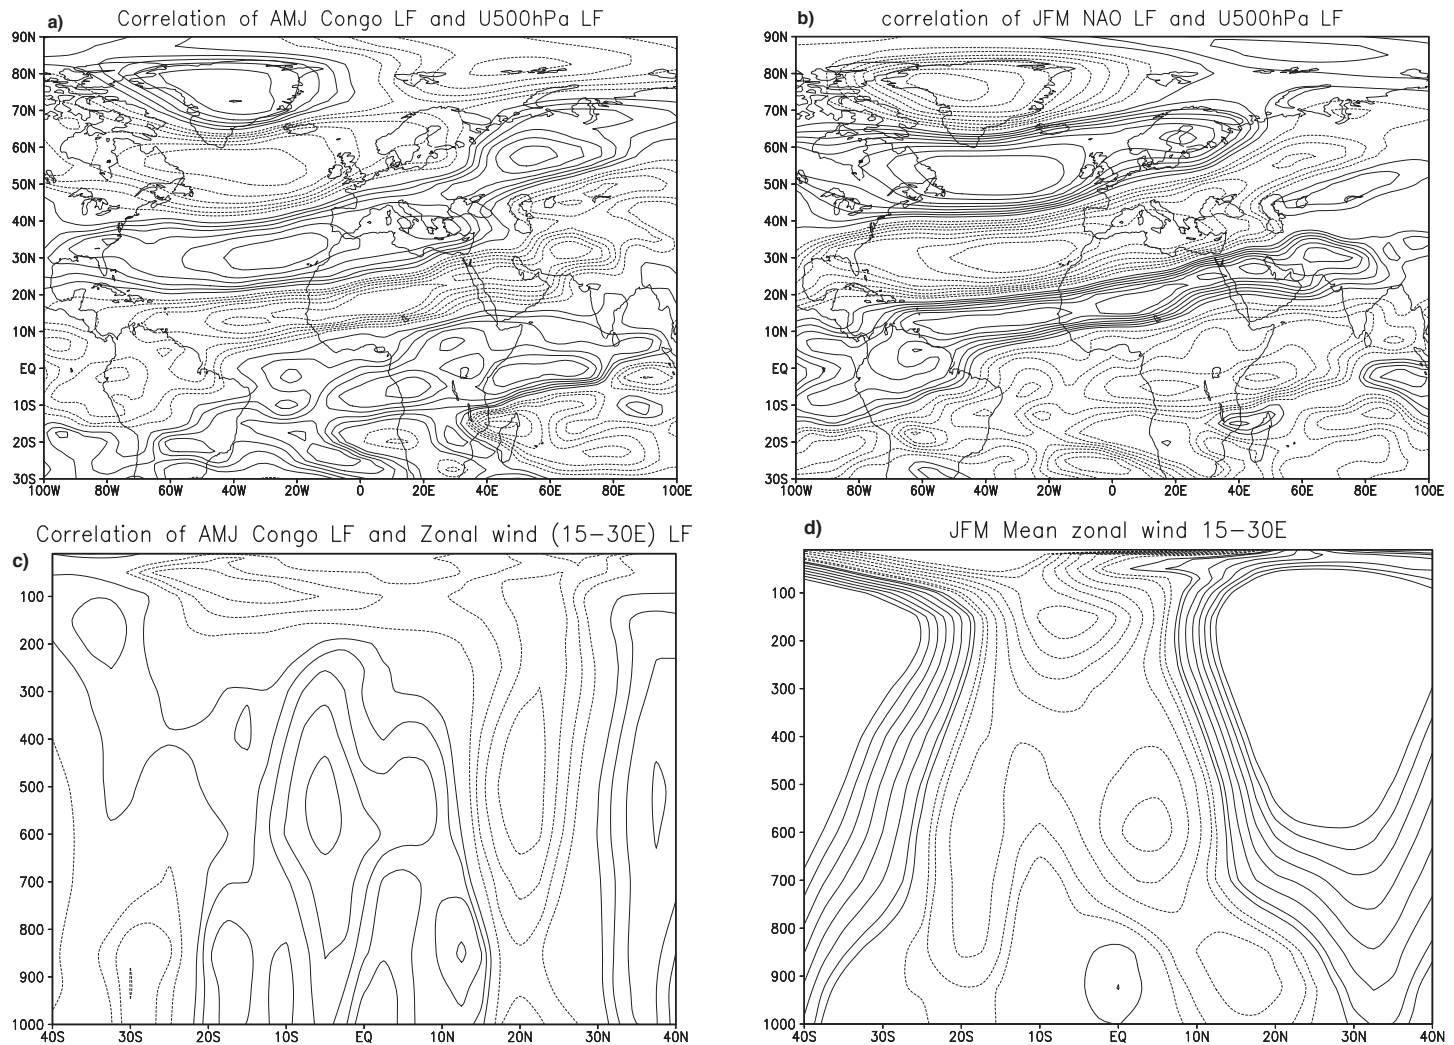 a) Correlation of AMJ Congo LF and U500hPa LF
90N
80N
70N
60N
50N
40N
30N
20N
10N
EQ
10S
20S
30S
100W 80W 60W 40W 20W 0 20E 40E 60E 80E 100E
b) correlation of JFM NAO LF and U500hPa LF
90N
80N
70N
60N
50N
40N
30N
20N
10N
EQ
10S
20S
30S
100W 80W 60W 40W 20W 0 20E 40E 60E 80E 100E
c) Correlation of AMJ Congo LF and Zonal wind (15-30E) LF
100
200
300
400
500
600
700
800
900
1000
40S 30S 20S 10S EQ 10N 20N 30N 40N
d) JFM Mean zonal wind 15-30E
100
200
300
400
500
600
700
800
900
1000
40S 30S 20S 10S EQ 10N 20N 30N 40N